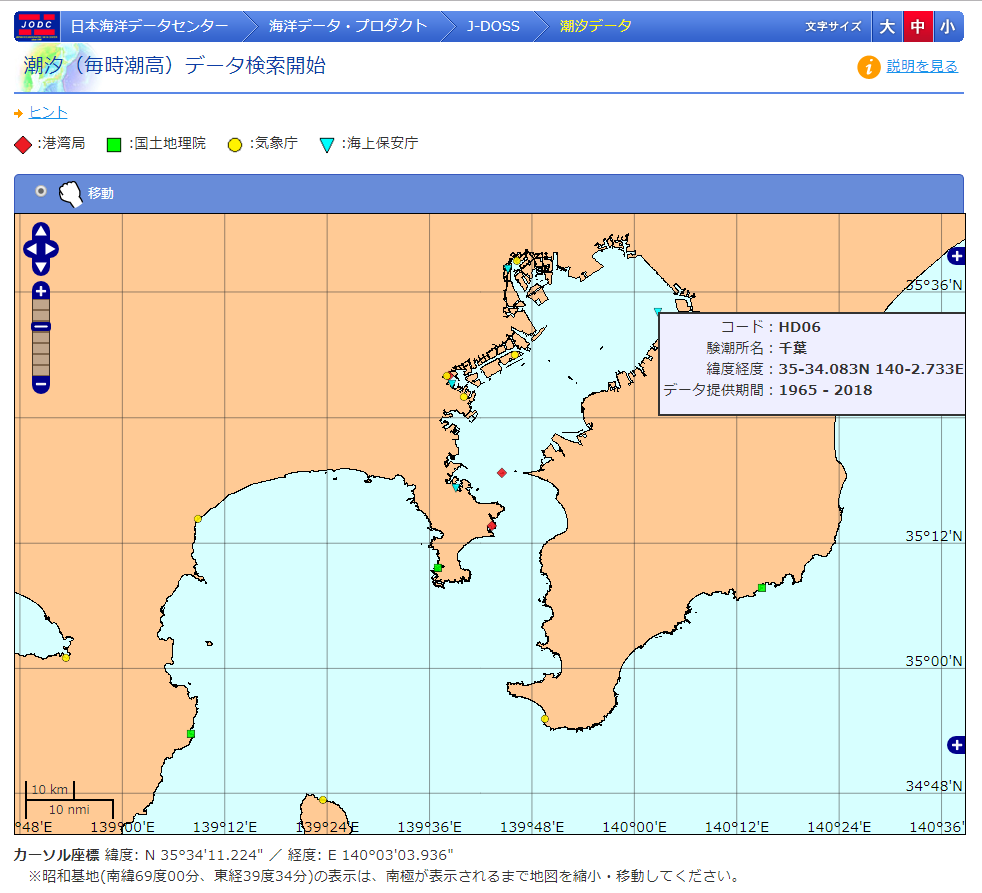 JODC 日本海洋データセンター 海洋データ・プロダクト J-DOSS 潮汐データ 文字サイズ 大 中 小
潮汐（毎時潮高）データ検索開始 i 説明を見る
ヒント
:港湾局 :国土地理院 :気象庁 :海上保安庁
移動
35°36'N
コード：HD06
験潮所名：千葉
緯度経度：35-34.083N 140-2.733E
データ提供期間：1965 - 2018
35°12'N
35°00'N
34°48'N
10 km
10 nmi
°48'E 139°00'E 139°12'E 139°24'E 139°36'E 139°48'E 140°00'E 140°12'E 140°24'E 140°36'
カーソル座標 緯度: N 35°34'11.224" ／ 経度: E 140°03'03.936"
※昭和基地(南緯69度00分、東経39度34分)の表示は、南極が表示されるまで地図を縮小・移動してください。